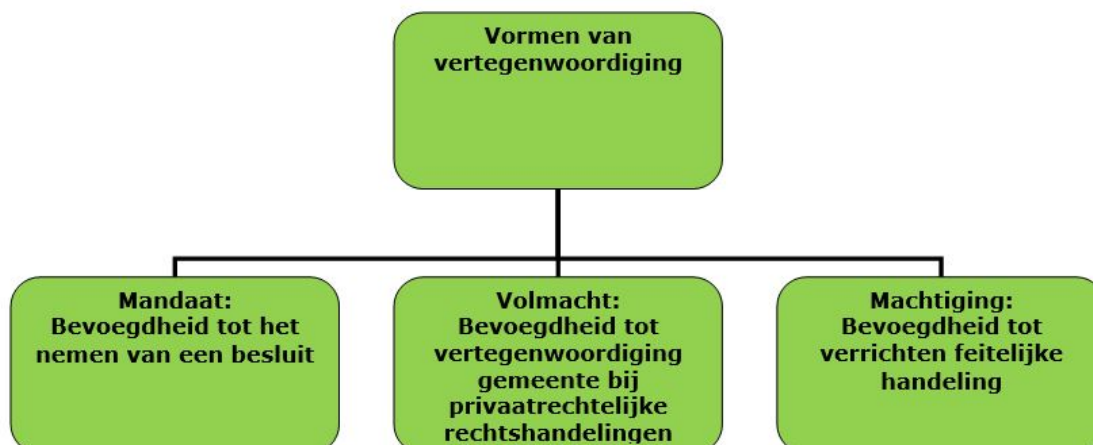 Vormen van
vertegenwoordiging
Mandaat:
Bevoegdheid tot het
nemen van een besluit
Volmacht:
Bevoegdheid tot
vertegenwoordiging
gemeente bij
privaatrechtelijke
rechtshandelingen
Machtiging:
Bevoegdheid tot
verrichten feitelijke
handeling